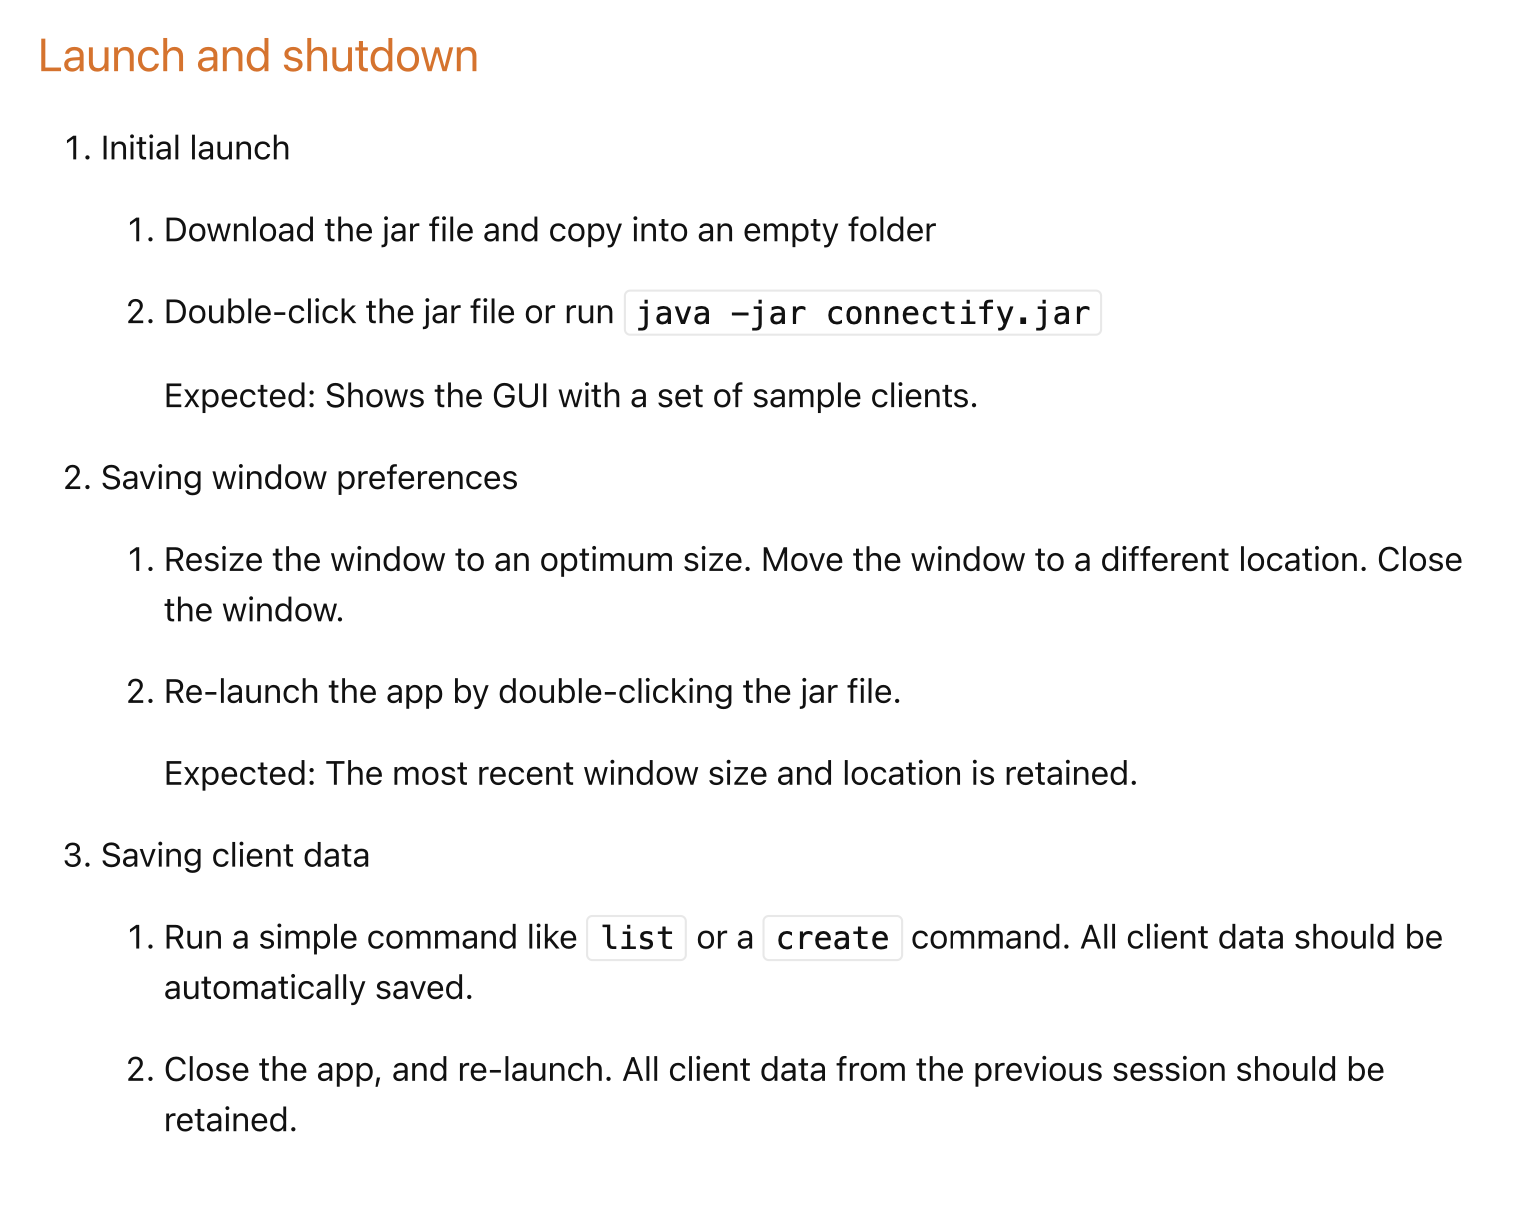 Launch and shutdown
1. Initial launch
1. Download the jar file and copy into an empty folder
2. Double-click the jar file or run java -jar connectify.jar
Expected: Shows the GUI with a set of sample clients.
2. Saving window preferences
1. Resize the window to an optimum size. Move the window to a different location. Close
the window.
2. Re-launch the app by double-clicking the jar file.
Expected: The most recent window size and location is retained.
3. Saving client data
1. Run a simple command like list or a create command. All client data should be
automatically saved.
2. Close the app, and re-launch. All client data from the previous session should be
retained.